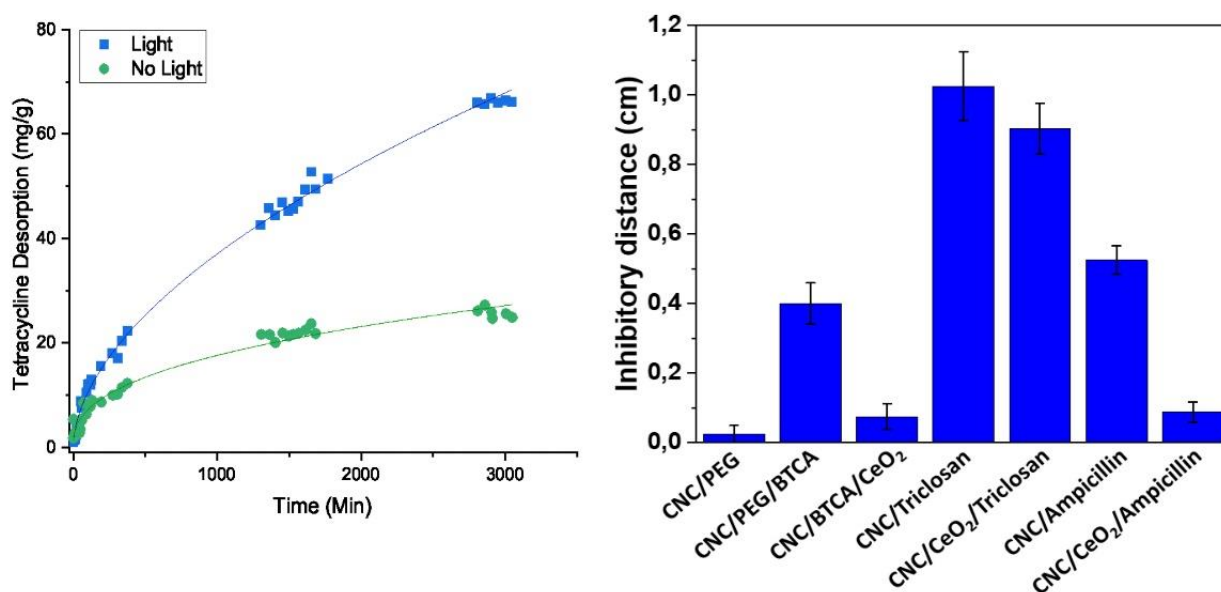 80
60
40
20
0
Tetracycline Desorption (mg/g)
Light
No Light
0 1000 2000 3000
Time (Min)
1,2
1,0
0,8
0,6
0,4
0,2
0,0
Inhibitory distance (cm)
CNC/PEG
CNC/PEG/BTCA
CNC/BTCA/CeO₂
CNC/Triclosan
CNC/CeO₂/Triclosan
CNC/Ampicillin
CNC/CeO₂/Ampicillin